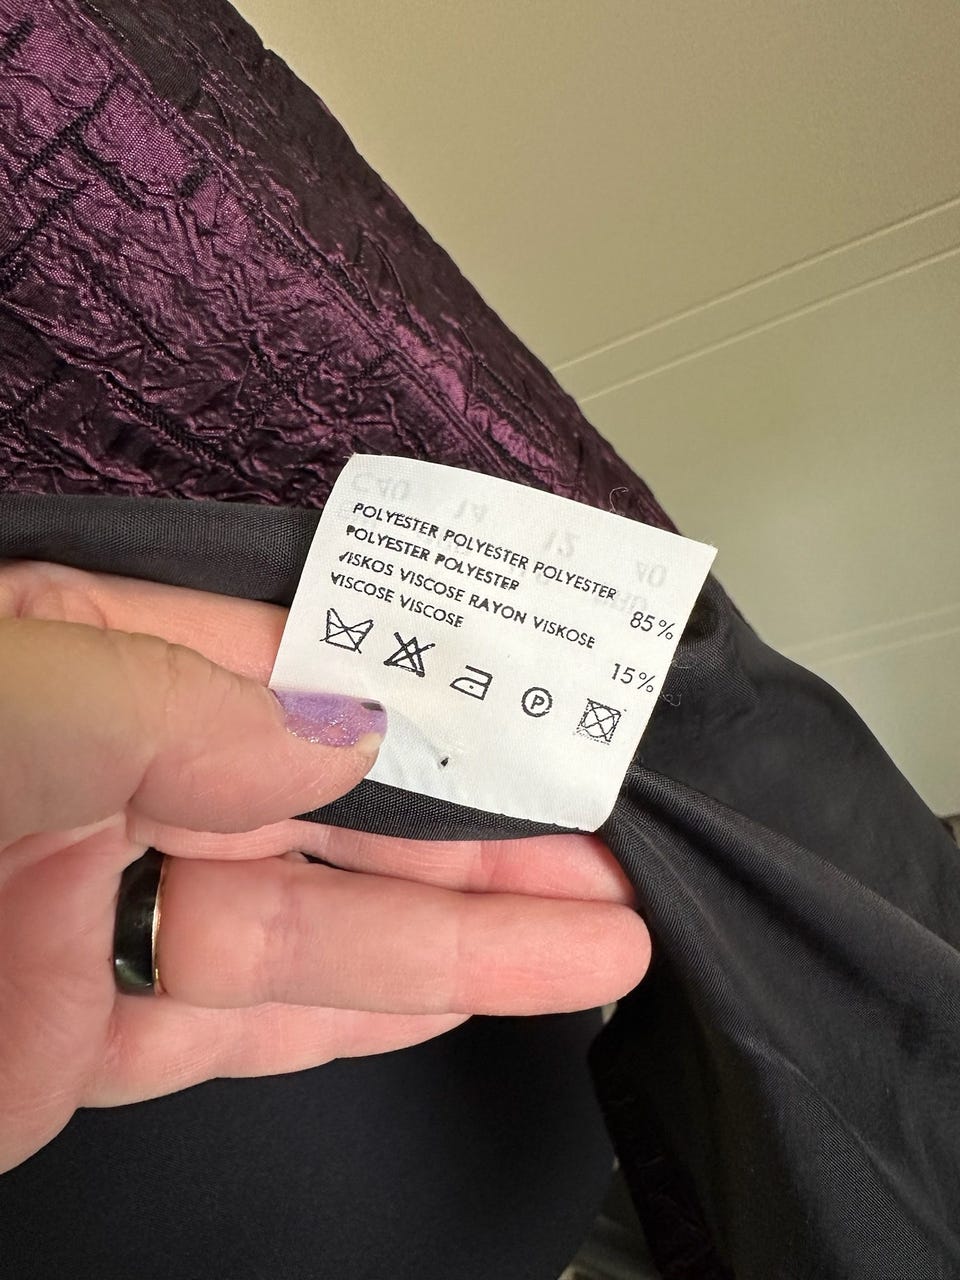 POLYESTER POLYESTER POLYESTER
POLYESTER POLYESTER 85%
VISKOS VISCOSE RAYON VISKOSE
VISCOSE VISCOSE 15%
P